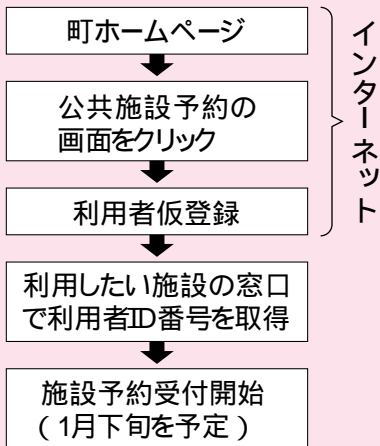 町ホームページ
公共施設予約の
画面をクリック
利用者仮登録
インターネット
利用したい施設の窓口
で利用者ID番号を取得
施設予約受付開始
(1月下旬を予定)